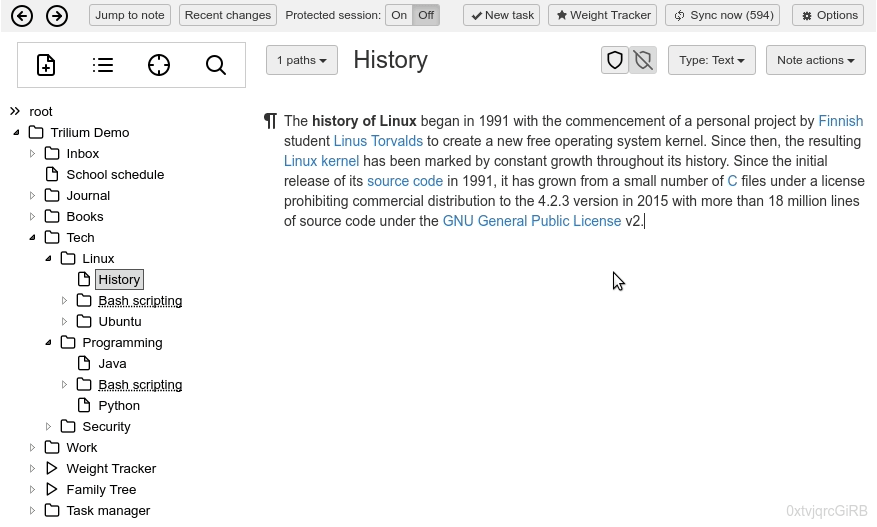 Jump to note Recent changes Protected session: On Off New task Weight Tracker Sync now (594) Options
1 paths History Type: Text Note actions
root
Trilium Demo
Inbox
School schedule
Journal
Books
Tech
Linux
History
Bash scripting
Ubuntu
Programming
Java
Bash scripting
Python
Security
Work
Weight Tracker
Family Tree
Task manager
¶ The history of Linux began in 1991 with the commencement of a personal project by Finnish
student Linus Torvalds to create a new free operating system kernel. Since then, the resulting
Linux kernel has been marked by constant growth throughout its history. Since the initial
release of its source code in 1991, it has grown from a small number of C files under a license
prohibiting commercial distribution to the 4.2.3 version in 2015 with more than 18 million lines
of source code under the GNU General Public License v2.
0xtvjqrcGiRB